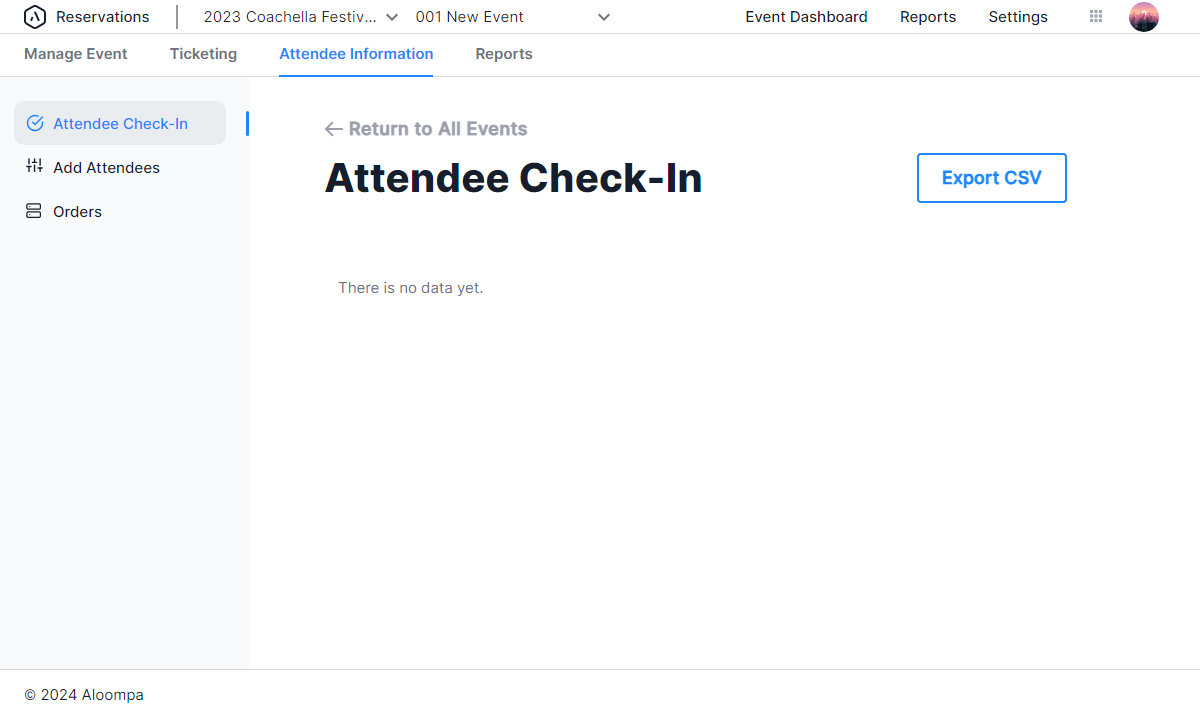 Reservations 2023 Coachella Festiv... 001 New Event Event Dashboard Reports Settings
Manage Event Ticketing Attendee Information Reports
Attendee Check-In
Add Attendees
Orders
Return to All Events
Attendee Check-In
Export CSV
There is no data yet.
© 2024 Aloompa